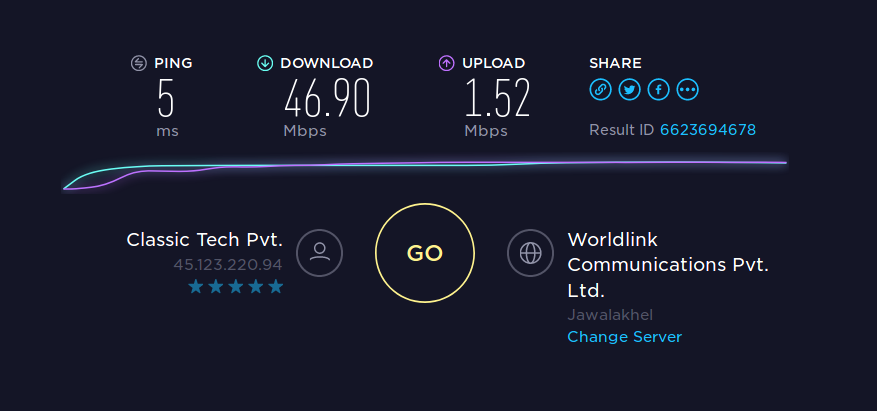 PING
5
ms
DOWNLOAD
46.90
Mbps
UPLOAD
1.52
Mbps
SHARE
Result ID 6623694678
Classic Tech Pvt.
45.123.220.94
GO
Worldlink
Communications Pvt.
Ltd.
Jawalakhel
Change Server